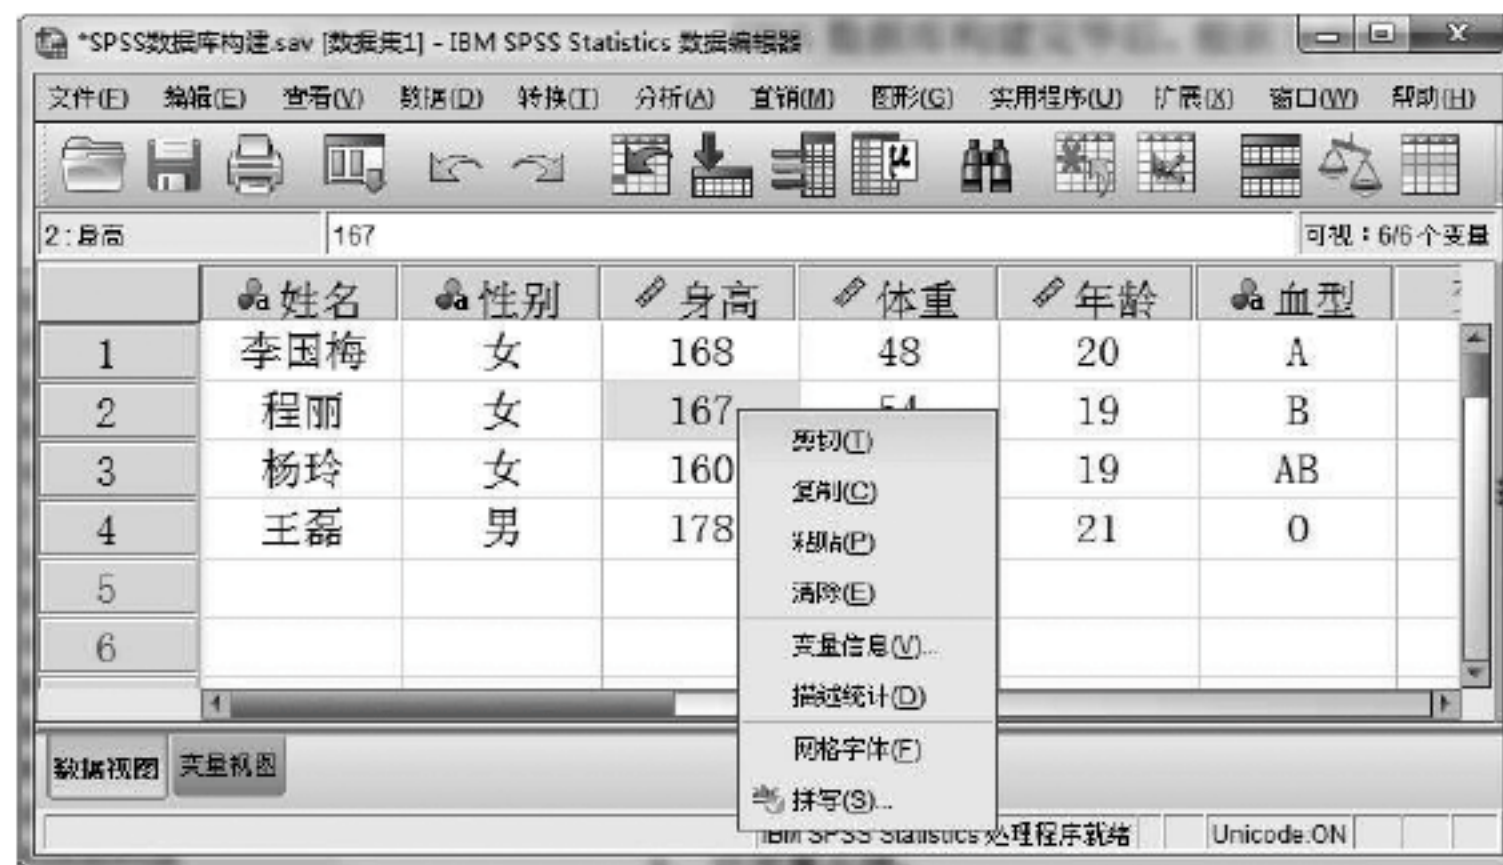 *SPSS数据库构建.sav [数据集1] - IBM SPSS Statistics 数据编辑器
文件(F) 编辑(E) 查看(V) 数据(D) 转换(T) 分析(A) 直销(M) 图形(G) 实用程序(U) 扩展(X) 窗口(W) 帮助(H)
2:身高 167 可视：6/6 个变量
姓名 性别 身高 体重 年龄 血型
1 李国梅 女 168 48 20 A
2 程丽 女 167 54 19 B
3 杨玲 女 160 19 AB
4 王磊 男 178 21 O
5
6
剪切(T)
复制(C)
粘贴(P)
清除(E)
变量信息(V)...
描述统计(D)
网格字体(F)
拼写(S)...
数据视图 变量视图
IBM SPSS Statistics 处理程序就绪 Unicode:ON